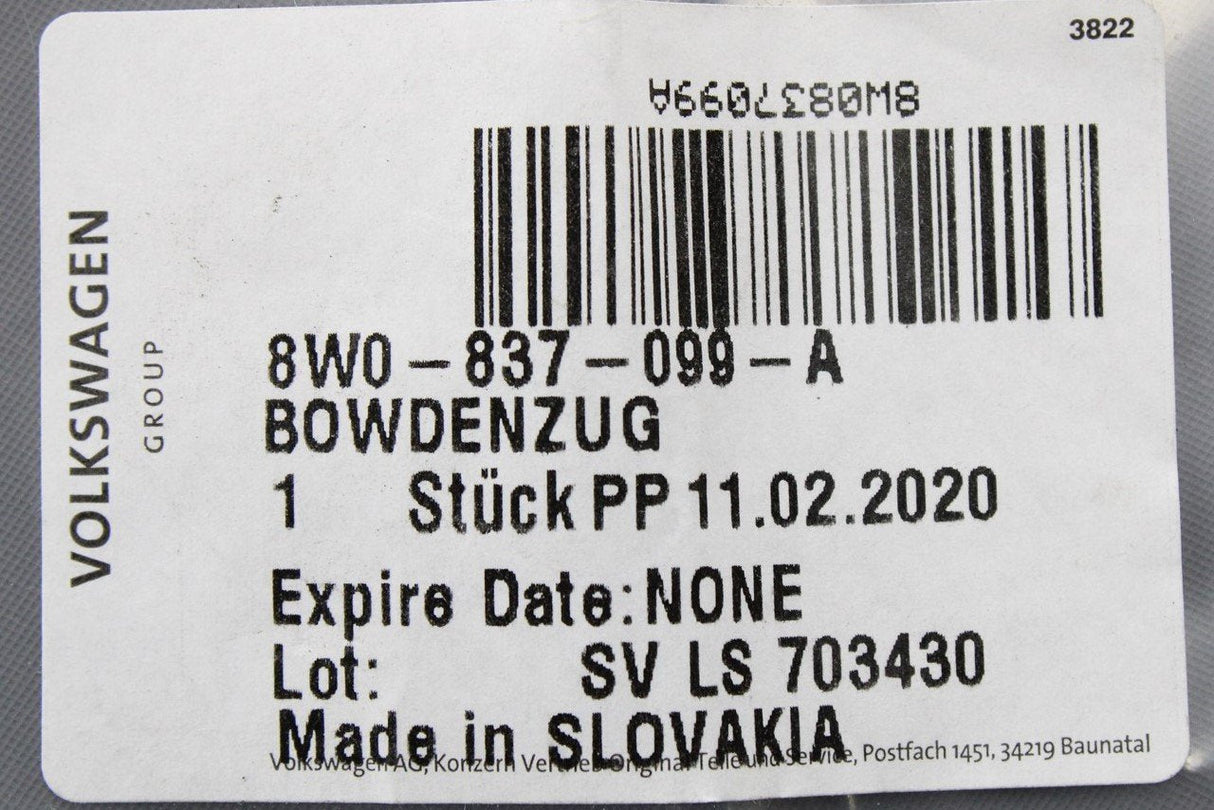 3822
8W0837099A
VOLKSWAGEN
GROUP
8W0-837-099-A
BOWDENZUG
1 Stück PP 11.02.2020
Expire Date:NONE
Lot: SV LS 703430
Made in SLOVAKIA
Volkswagen AG, Konzern Vertrieb Original Teile und Service, Postfach 1451, 34219 Baunatal